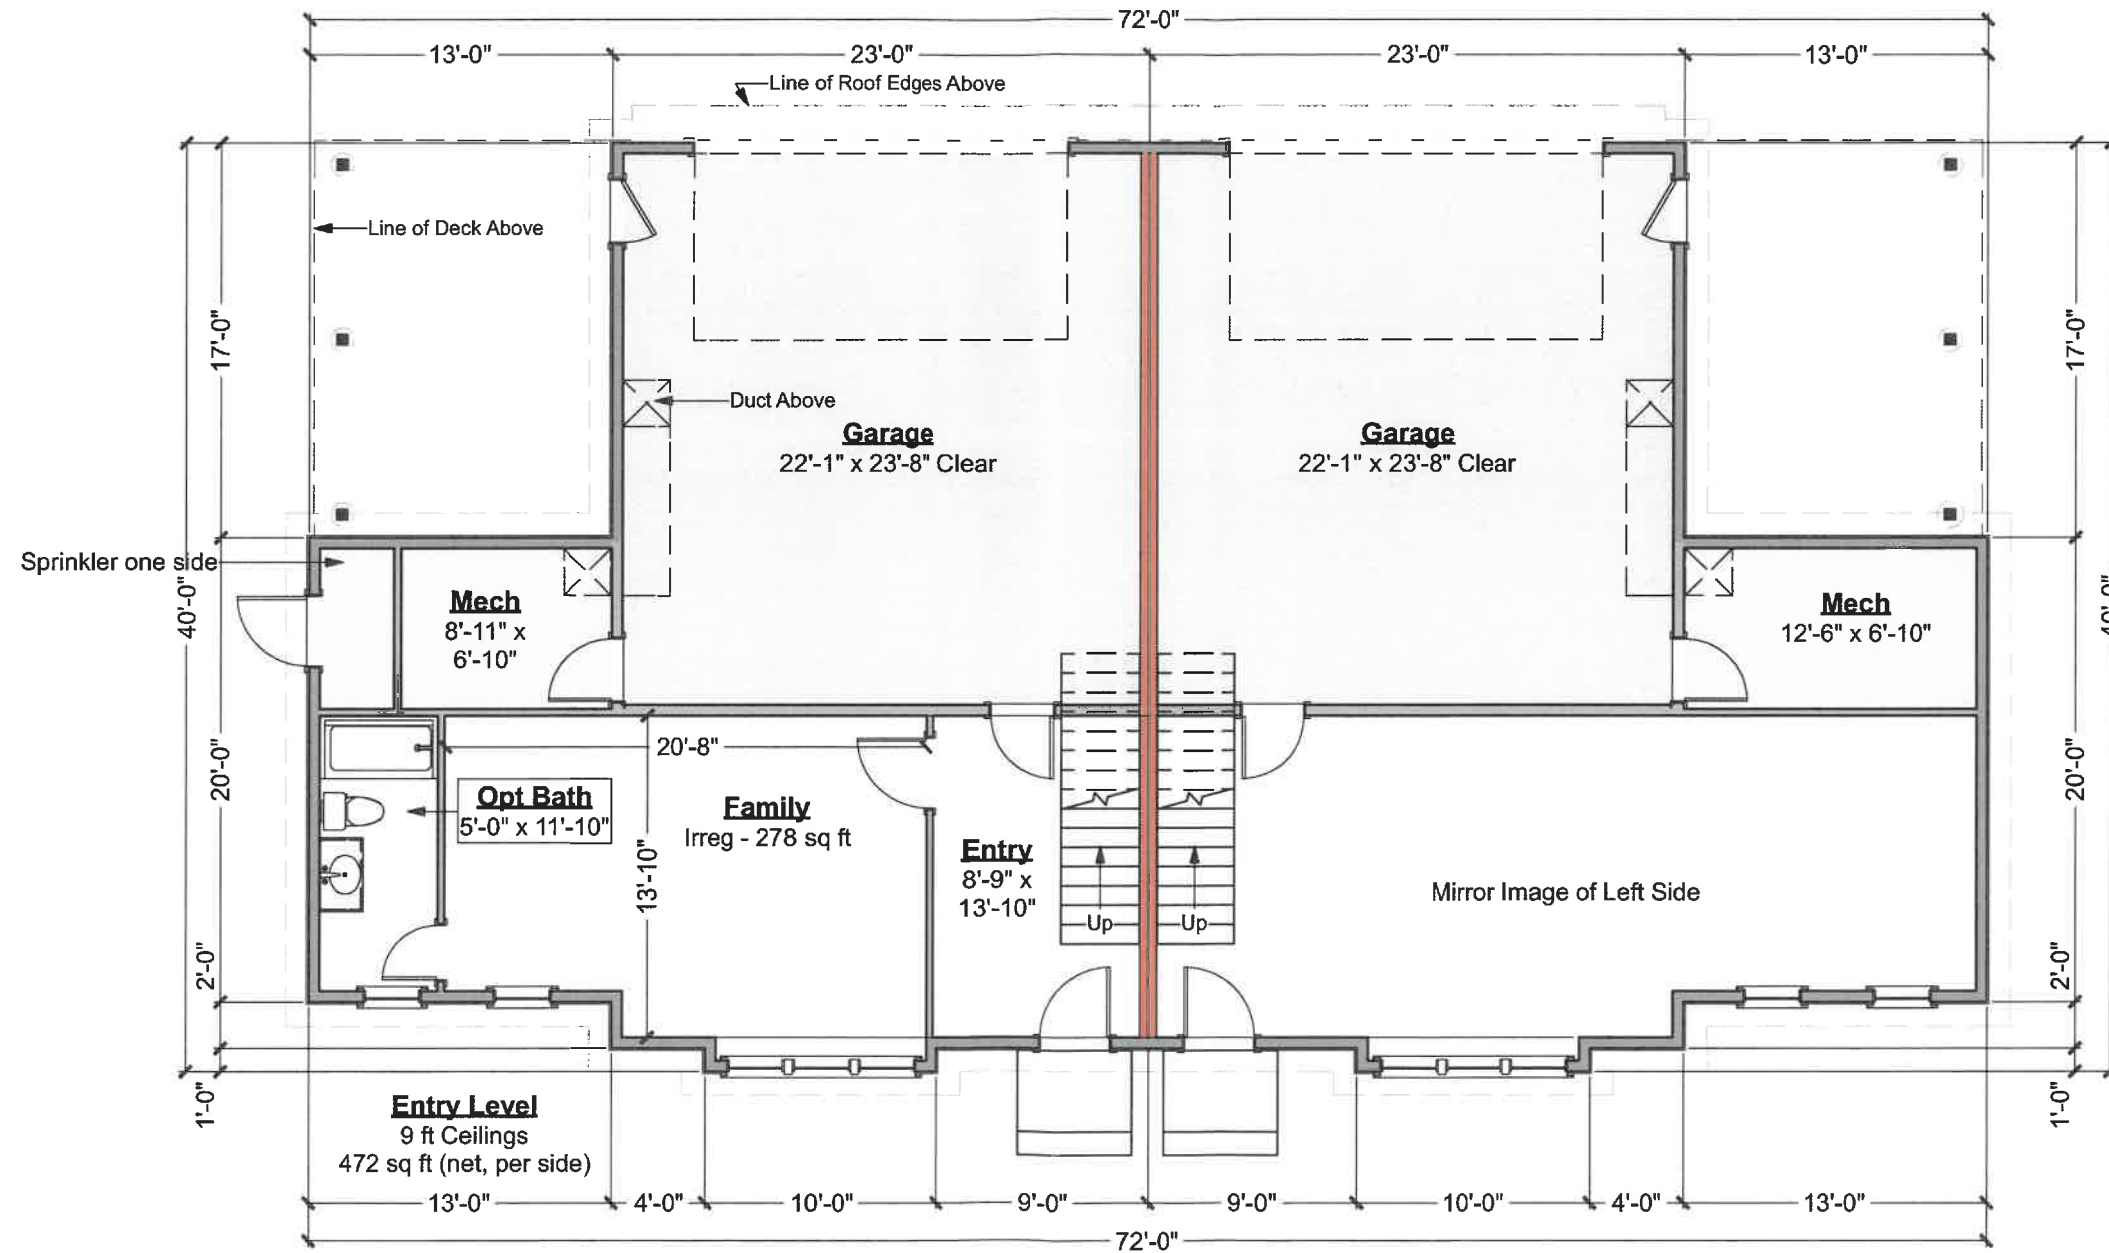 72'-0"
13'-0"
23'-0"
23'-0"
13'-0"
Line of Roof Edges Above
Line of Deck Above
17'-0"
17'-0"
Duct Above
Garage
22'-1" x 23'-8" Clear
Garage
22'-1" x 23'-8" Clear
Sprinkler one side
40'-0"
40'-0"
Mech
8'-11" x
6'-10"
Mech
12'-6" x 6'-10"
20'-8"
20'-0"
20'-0"
Opt Bath
5'-0" x 11'-10"
Family
Irreg - 278 sq ft
13'-10"
Entry
8'-9" x
13'-10"
Up
Up
Mirror Image of Left Side
2'-0"
2'-0"
1'-0"
1'-0"
Entry Level
9 ft Ceilings
472 sq ft (net, per side)
13'-0"
4'-0"
10'-0"
9'-0"
9'-0"
10'-0"
4'-0"
13'-0"
72'-0"